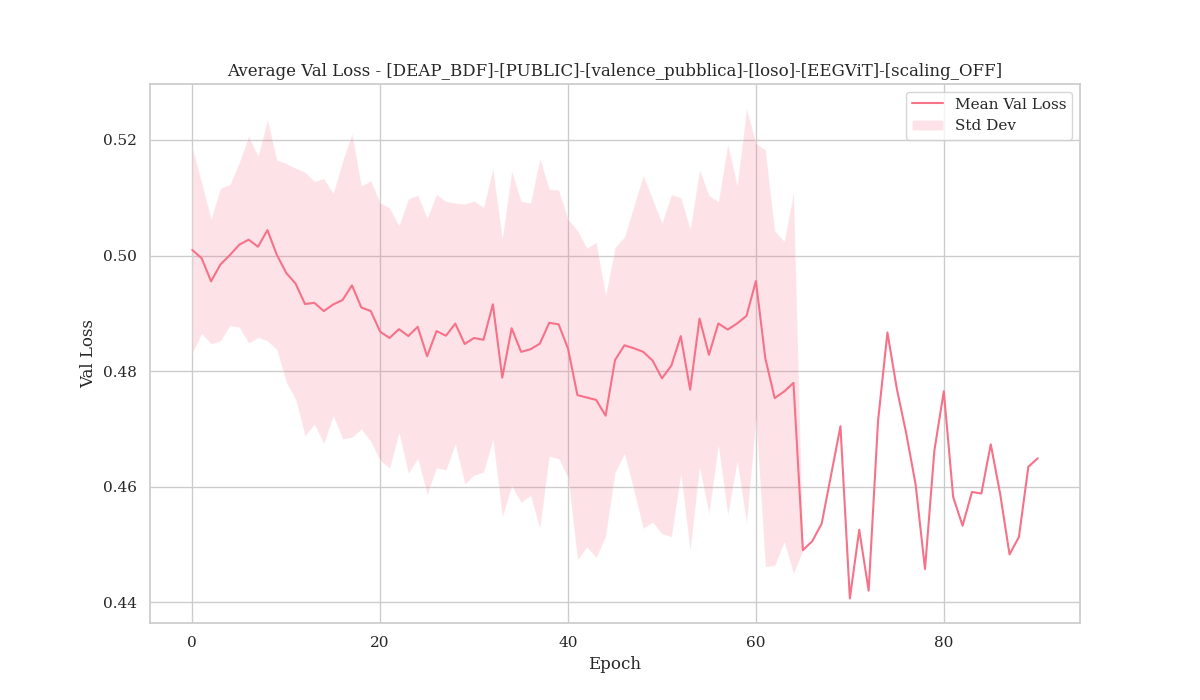 Average Val Loss - [DEAP_BDF]-[PUBLIC]-[valence_pubblica]-[loso]-[EEGViT]-[scaling_OFF]
Mean Val Loss
Std Dev
0.52
0.50
0.48
0.46
0.44
Val Loss
0
20
40
60
80
Epoch